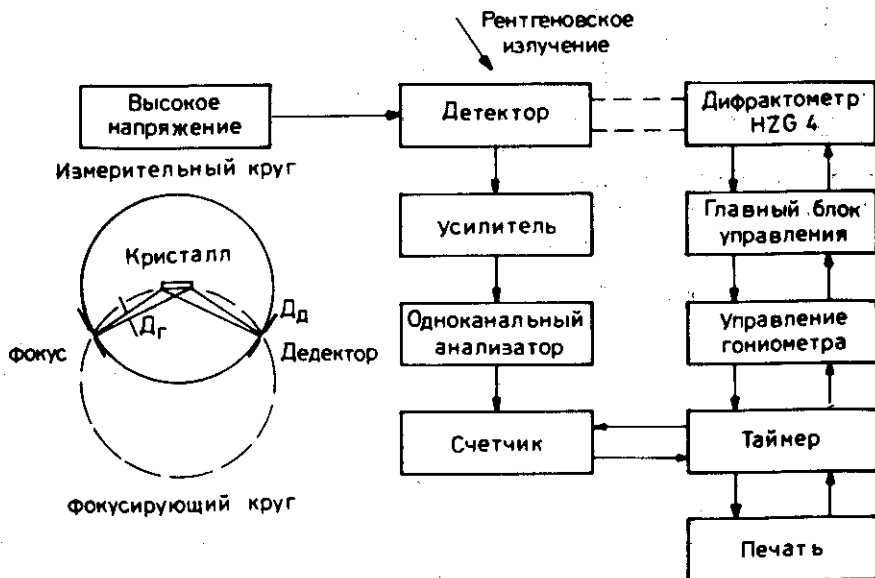 Рентгеновское
излучение
Высокое
напряжение
Детектор
Дифрактометр
HZG 4
Измерительный круг
усилитель
Главный блок
управления
Кристалл
Дг
Дд
фокус
Дедектор
Одноканальный
анализатор
Управление
гониометра
Счетчик
Таймер
фокусирующий круг
Печать